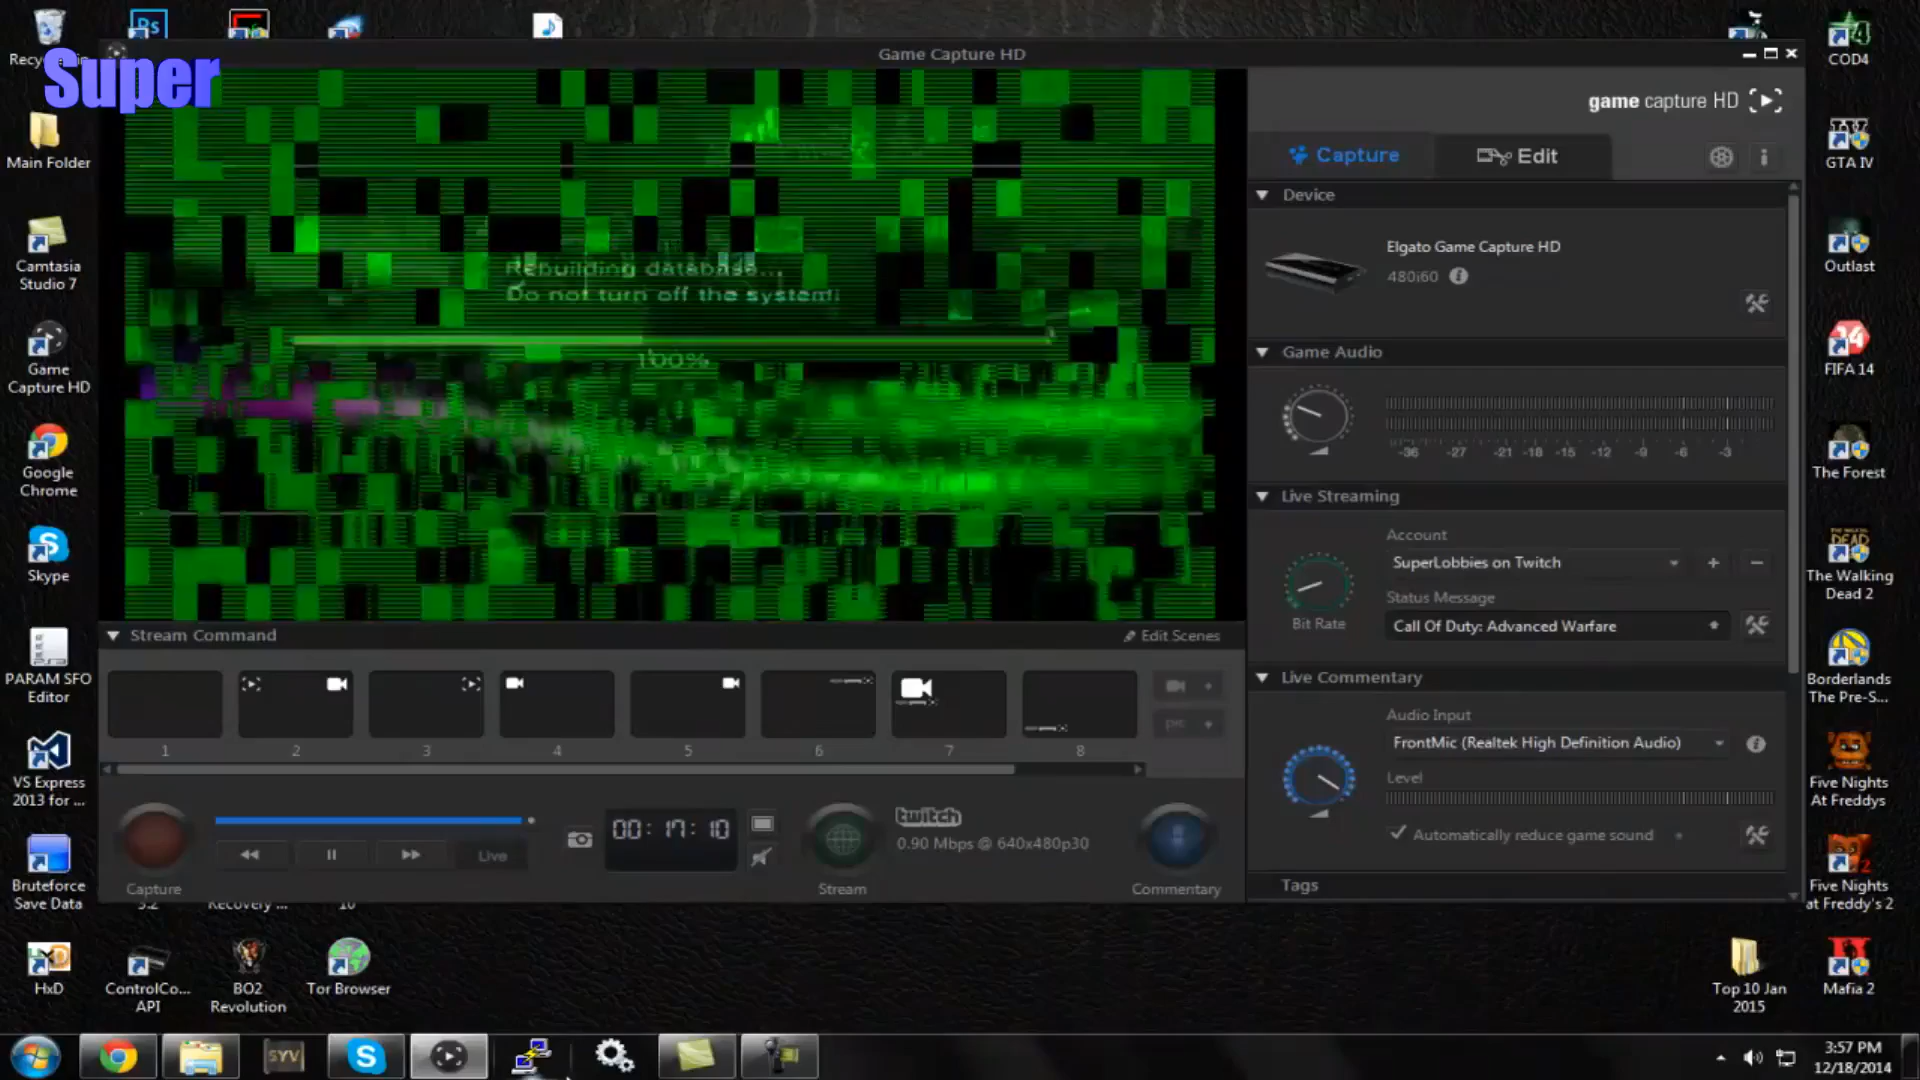 Super
Main Folder
Camtasia
Studio 7
Game
Capture HD
Google
Chrome
Skype
PARAM SFO
Editor
VS Express
2013 for ...
Bruteforce
Save Data
HxD
ControlCo...
API
BO2
Revolution
Tor Browser
Recovery ...
Game Capture HD
Rebuilding database...
Do not turn off the system.
100%
Stream Command
Edit Scenes
1
2
3
4
5
6
7
8
Capture
Live
00:17:10
Stream
twitch
0.90 Mbps @ 640x480p30
Commentary
game capture HD
Capture
Edit
Device
Elgato Game Capture HD
480i60
Game Audio
-36 -27 -21 -18 -15 -12 -9 -6 -3
Live Streaming
Account
SuperLobbies on Twitch
Status Message
Call Of Duty: Advanced Warfare
Bit Rate
Live Commentary
Audio Input
FrontMic (Realtek High Definition Audio)
Level
Automatically reduce game sound
Tags
COD4
GTA IV
Outlast
FIFA 14
The Forest
The Walking
Dead 2
Borderlands
The Pre-S...
Five Nights
At Freddys
Five Nights
at Freddy's 2
Top 10 Jan
2015
Mafia 2
SYV
3:57 PM
12/18/2014